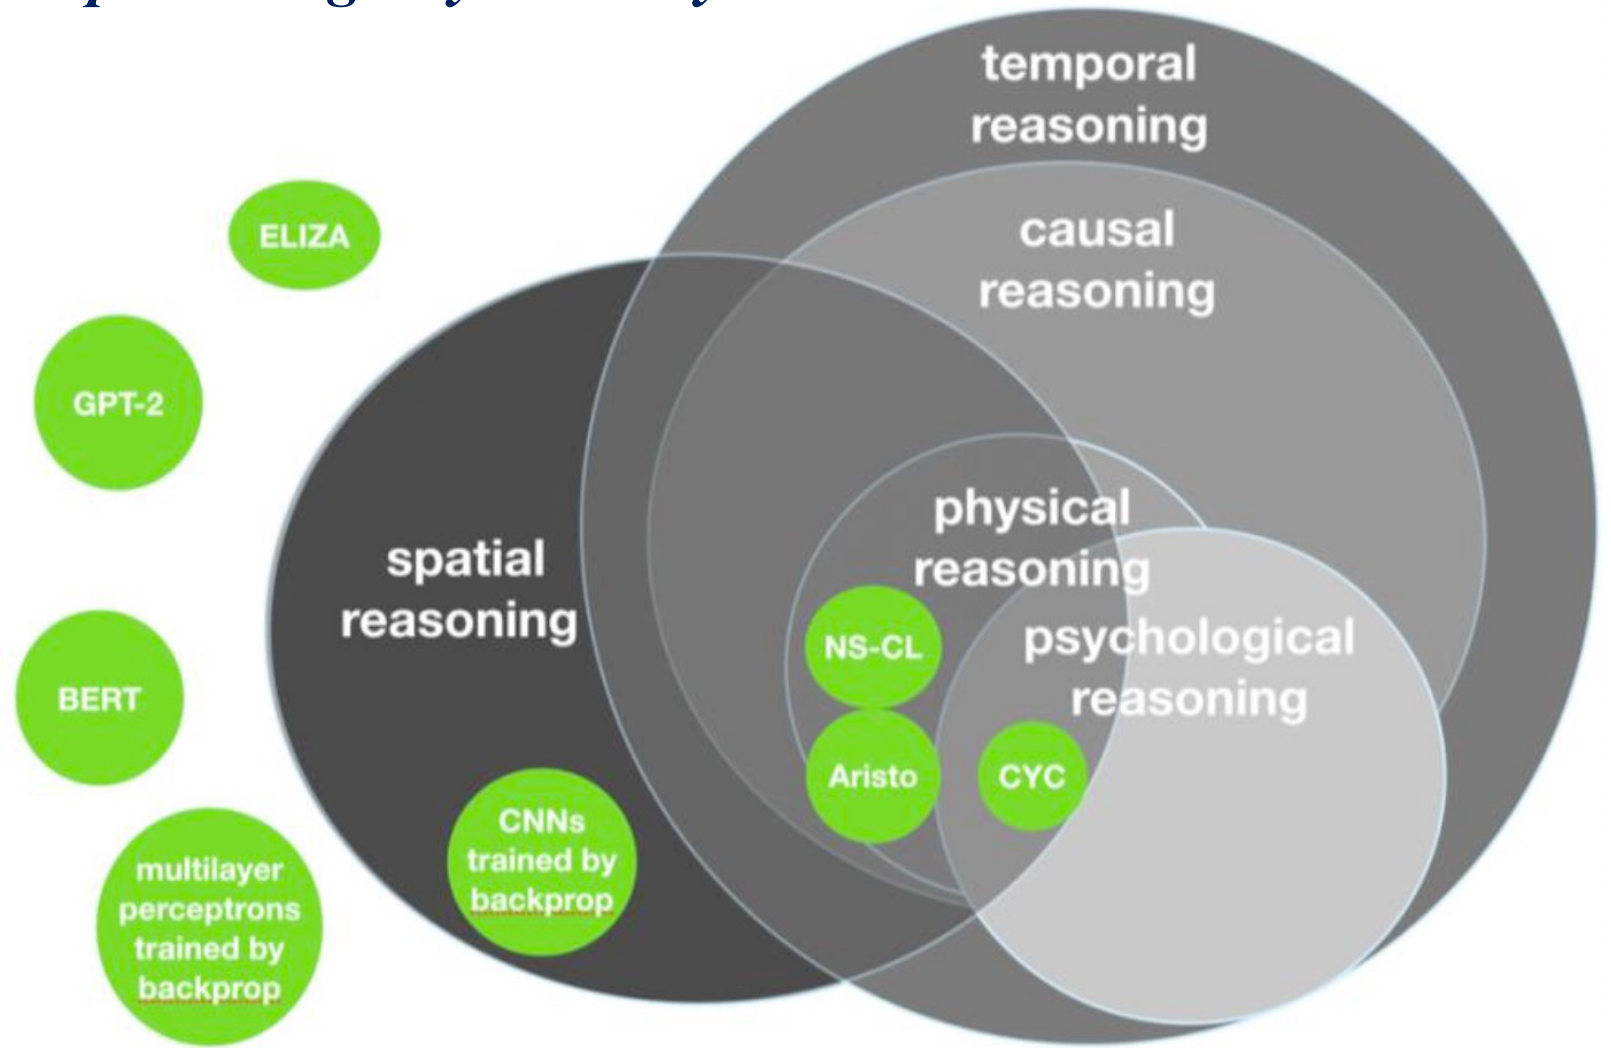 temporal
reasoning
causal
reasoning
ELIZA
GPT-2
physical
reasoning
spatial
reasoning
NS-CL
psychological
reasoning
BERT
Aristo
CYC
CNNs
trained by
backprop
multilayer
perceptrons
trained by
backprop